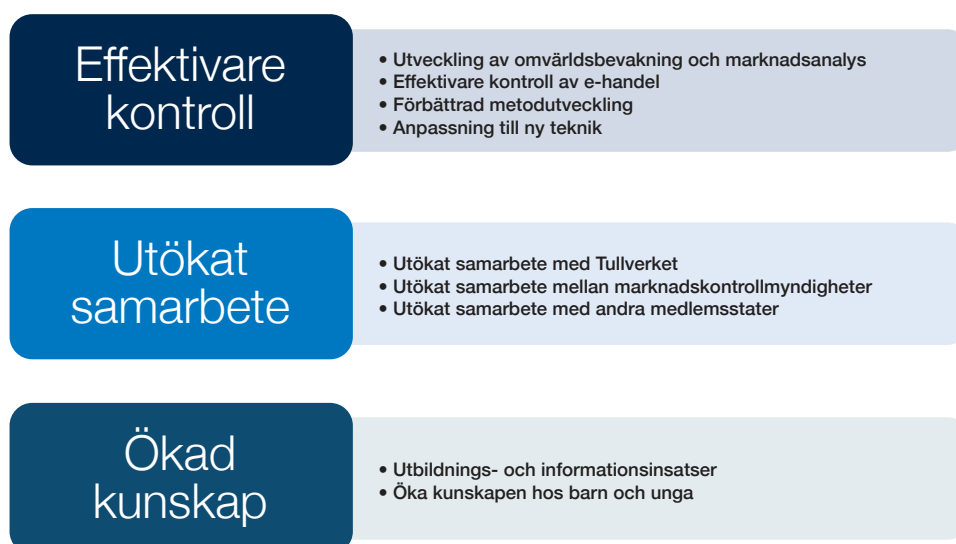 Effektivare
kontroll
• Utveckling av omvärldsbevakning och marknadsanalys
• Effektivare kontroll av e-handel
• Förbättrad metodutveckling
• Anpassning till ny teknik
Utökat
samarbete
• Utökat samarbete med Tullverket
• Utökat samarbete mellan marknadskontrollmyndigheter
• Utökat samarbete med andra medlemsstater
Ökad
kunskap
• Utbildnings- och informationsinsatser
• Öka kunskapen hos barn och unga